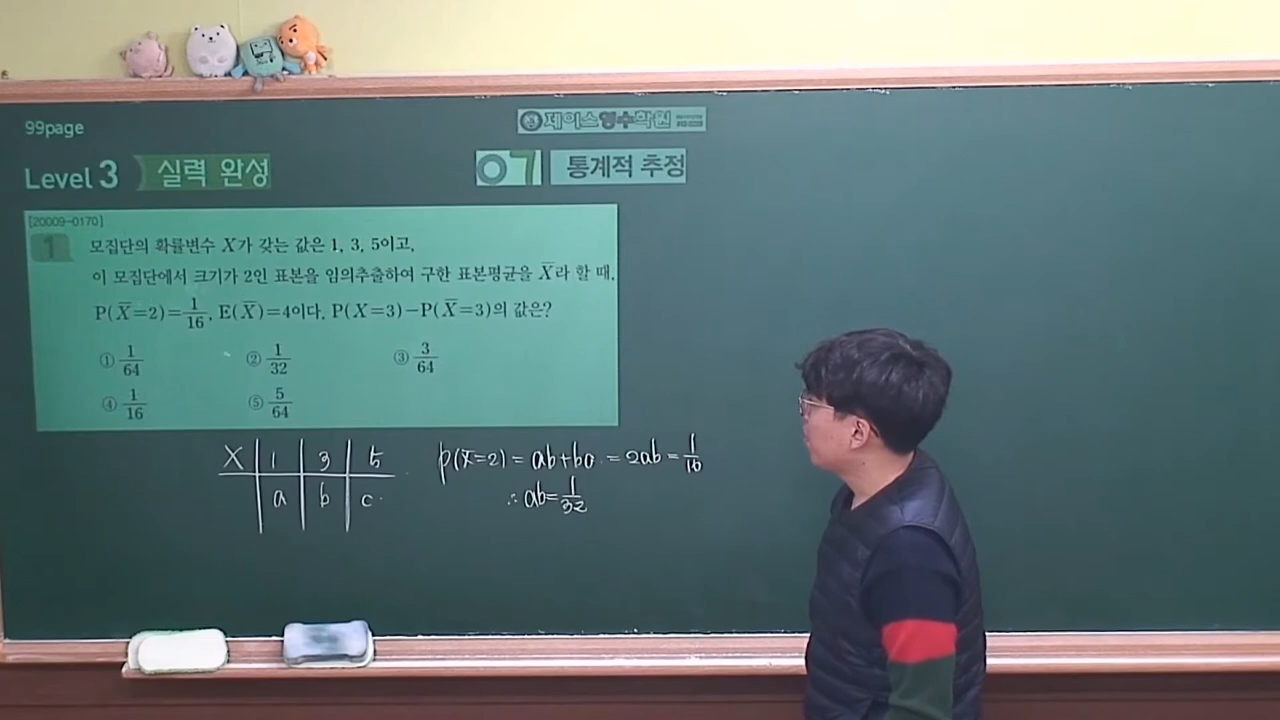 99page
제이스영수학원
Level 3 실력 완성
07 통계적 추정
[20009-0170]
1 모집단의 확률변수 X가 갖는 값은 1, 3, 5이고,
이 모집단에서 크기가 2인 표본을 임의추출하여 구한 표본평균을 X̄라 할 때,
P(X̄=2)=1/16, E(X̄)=4이다. P(X=3)−P(X̄=3)의 값은?
① 1/64 ② 1/32 ③ 3/64
④ 1/16 ⑤ 5/64
X 1 3 5
a b c
p(x̄=2) = ab+ba = 2ab = 1/16
∴ ab = 1/32